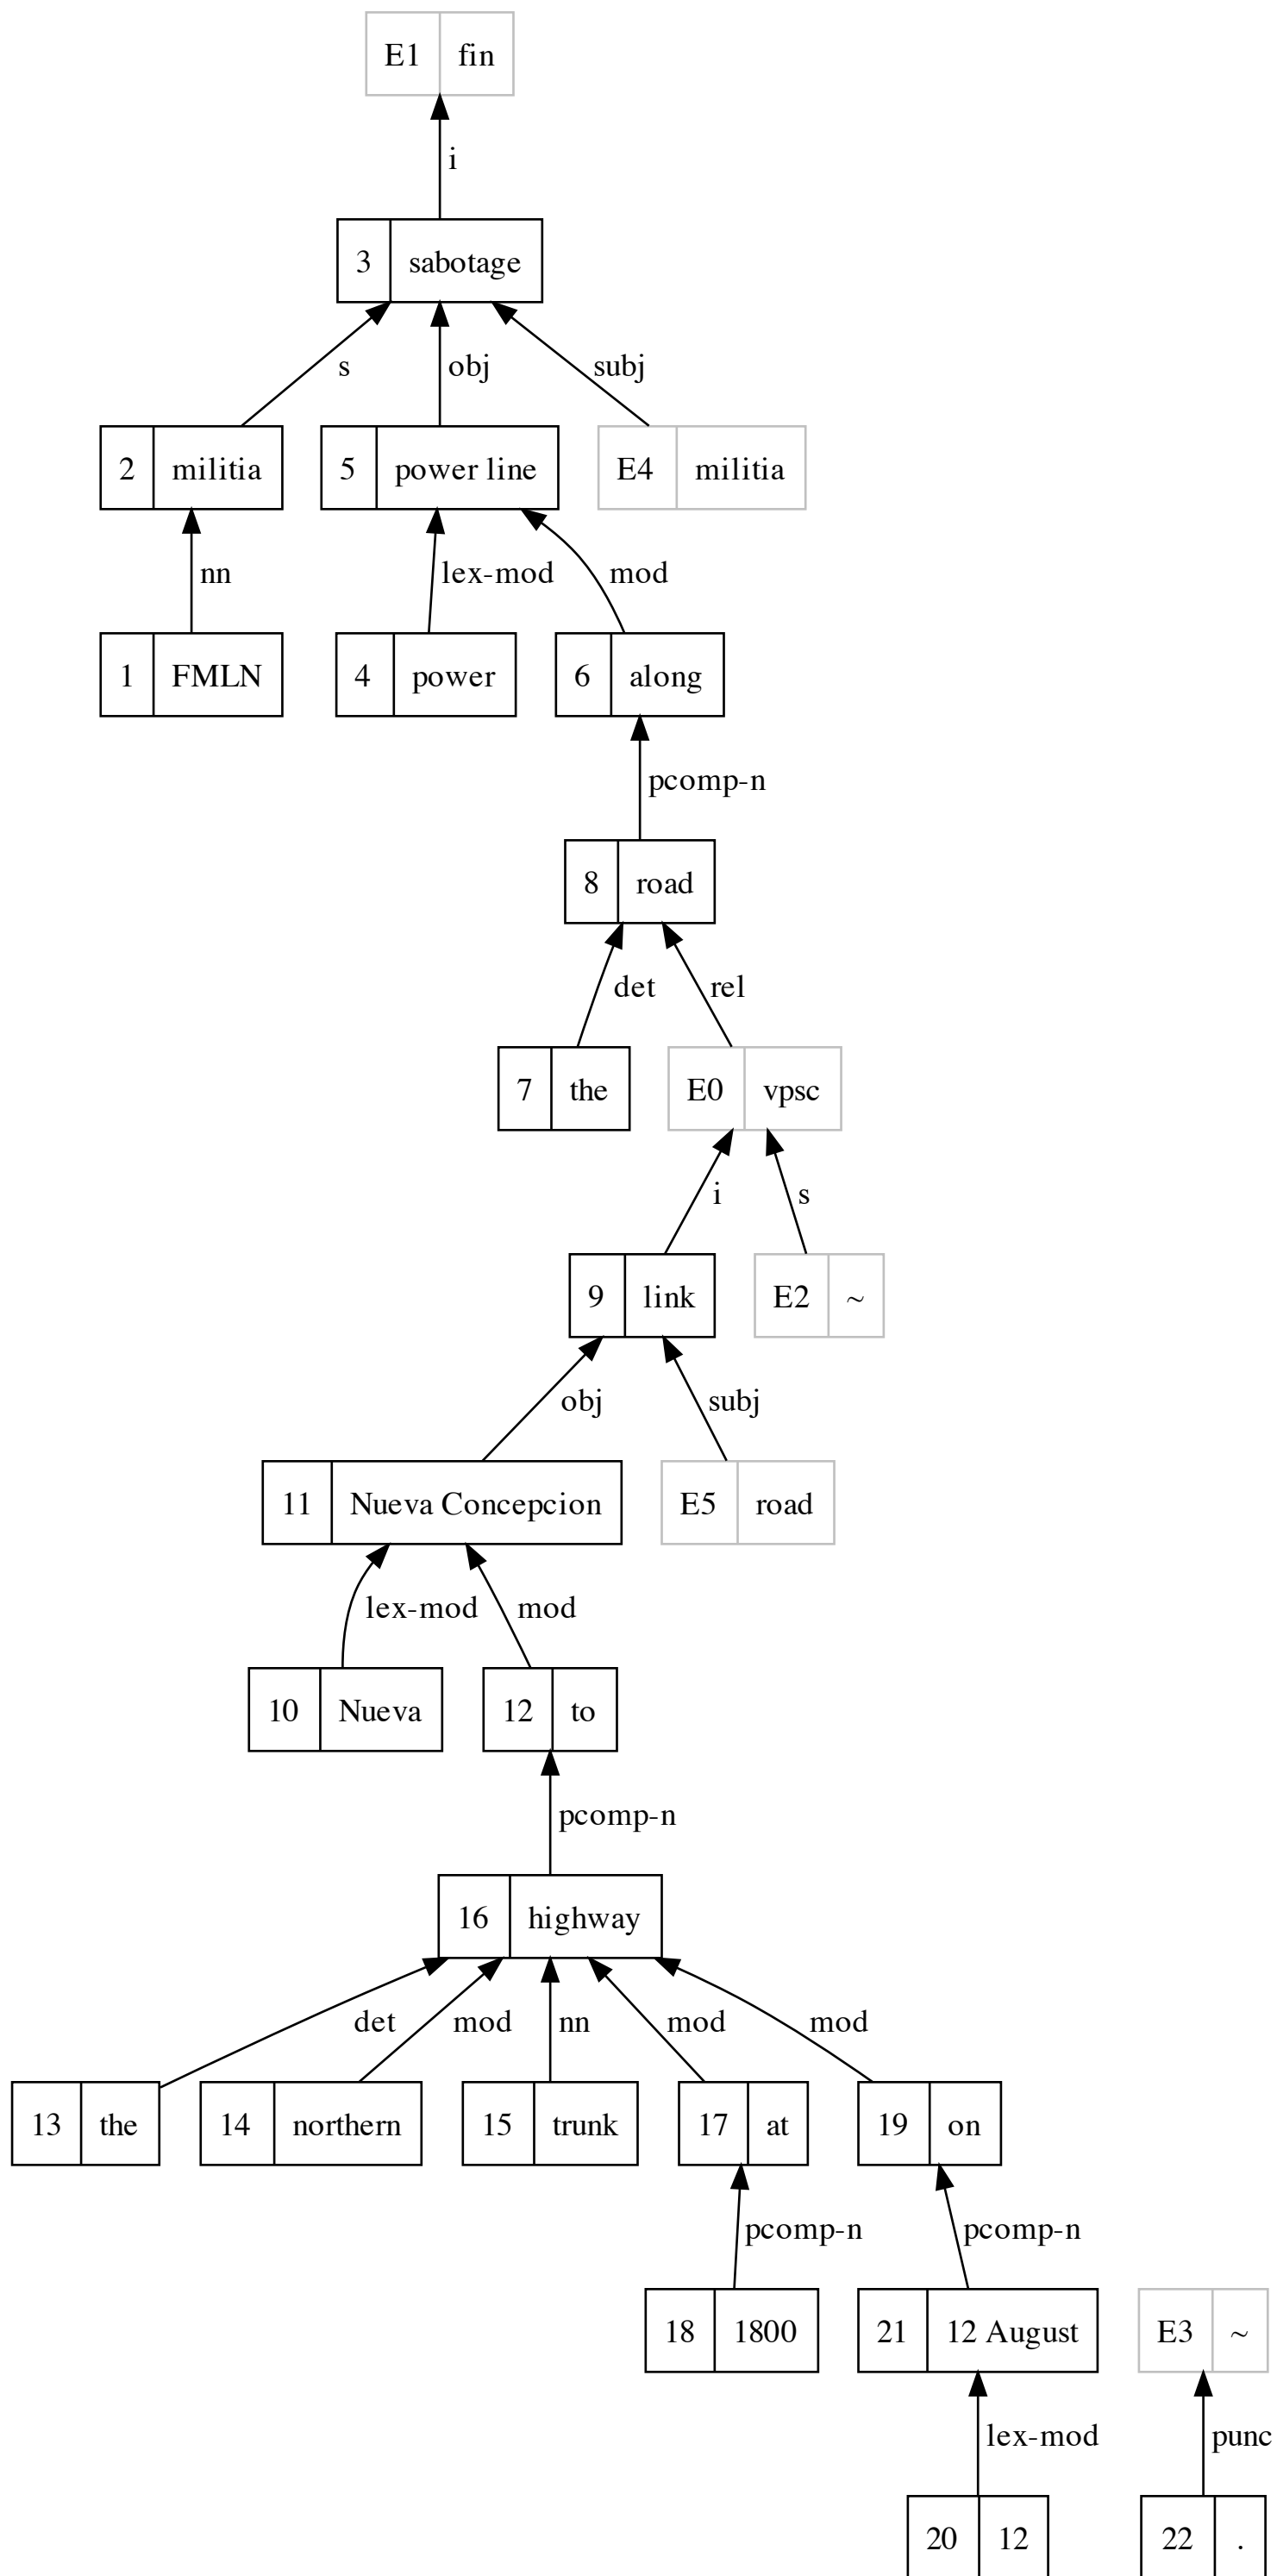 E1 fin
i
3 sabotage
s obj subj
2 militia 5 power line E4 militia
nn lex-mod mod
1 FMLN 4 power 6 along
pcomp-n
8 road
det rel
7 the E0 vpsc
i s
9 link E2 ~
obj subj
11 Nueva Concepcion E5 road
lex-mod mod
10 Nueva 12 to
pcomp-n
16 highway
det mod nn mod mod
13 the 14 northern 15 trunk 17 at 19 on
pcomp-n pcomp-n
18 1800 21 12 August E3 ~
lex-mod punc
20 12 22 .